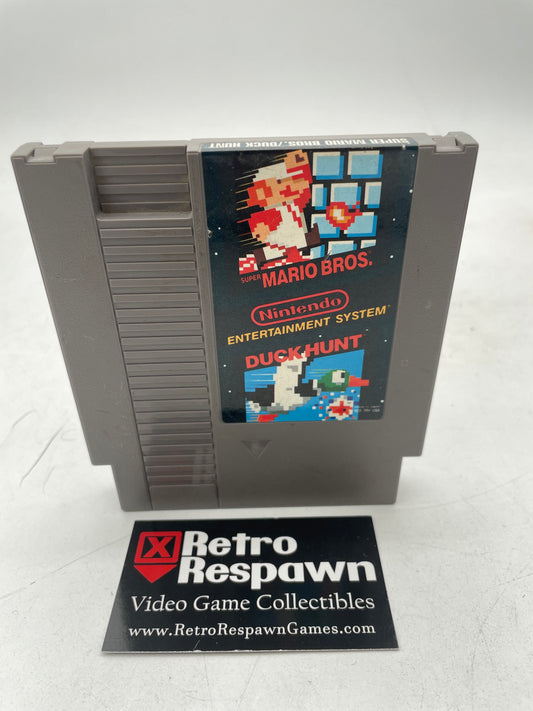 SUPER MARIO BROS./DUCK HUNT
SUPER MARIO BROS.
Nintendo
ENTERTAINMENT SYSTEM
DUCK HUNT
X Retro
Respawn
Video Game Collectibles
www.RetroRespawnGames.com